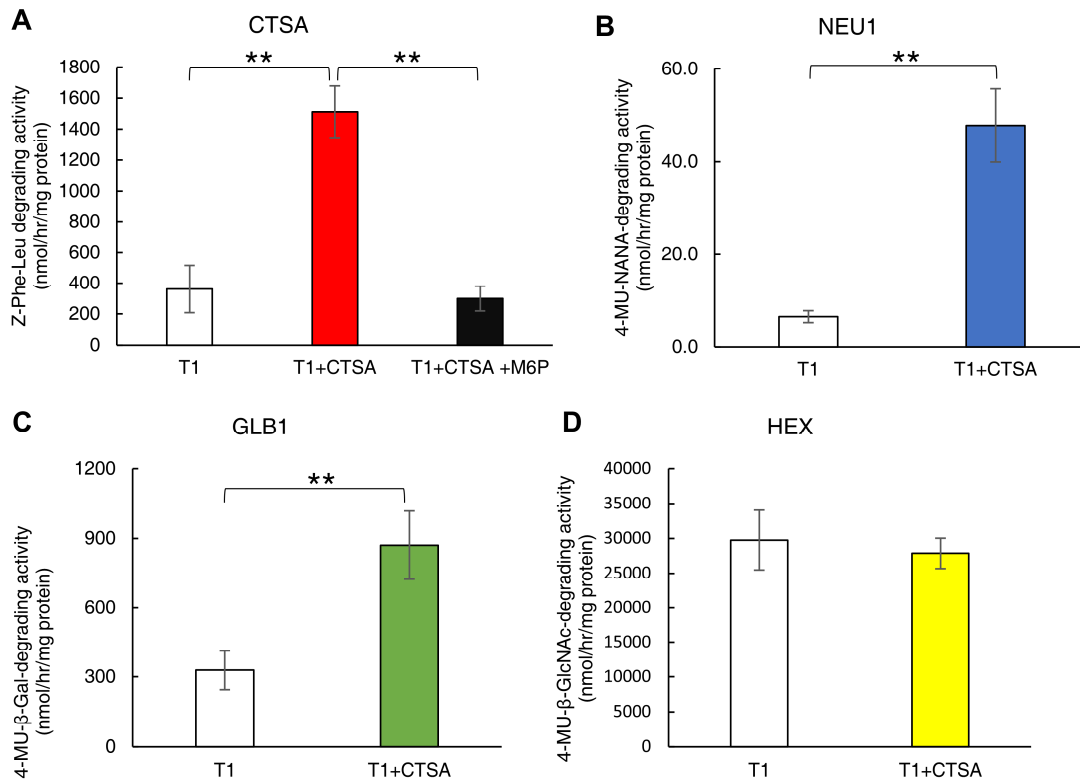 A
CTSA
**
**
Z-Phe-Leu degrading activity
(nmol/hr/mg protein)
1800
1600
1400
1200
1000
800
600
400
200
0
T1
T1+CTSA
T1+CTSA +M6P
B
NEU1
**
4-MU-NANA-degrading activity
(nmol/hr/mg protein)
60.0
40.0
20.0
0.0
T1
T1+CTSA
C
GLB1
**
4-MU-β-Gal-degrading activity
(nmol/hr/mg protein)
1200
900
600
300
0
T1
T1+CTSA
D
HEX
4-MU-β-GlcNAc-degrading activity
(nmol/hr/mg protein)
40000
35000
30000
25000
20000
15000
10000
5000
0
T1
T1+CTSA